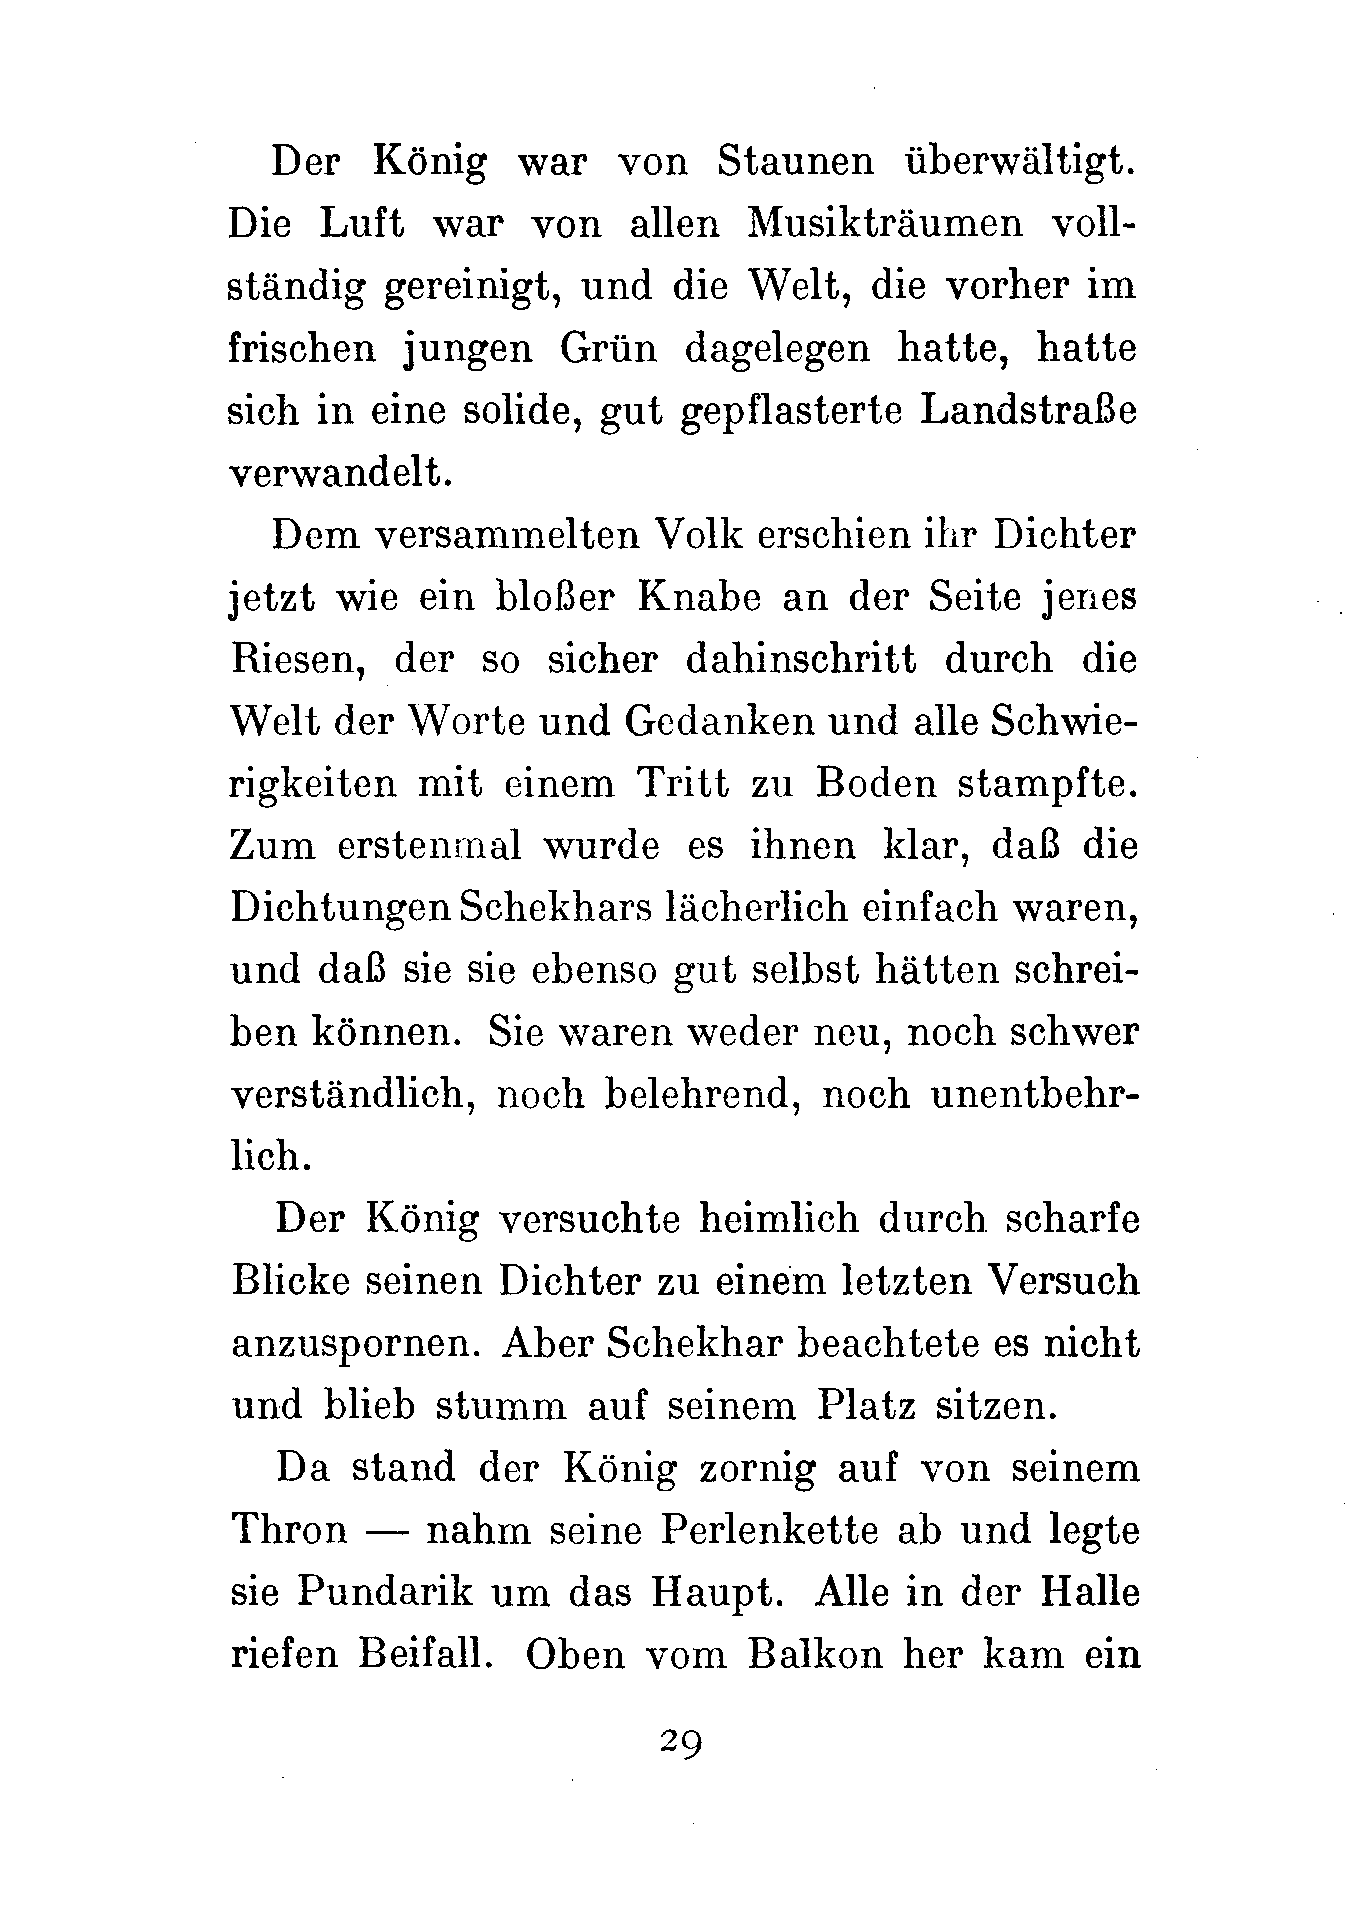 Der König war von Staunen überwältigt.
Die Luft war von allen Musikträumen voll-
ständig gereinigt, und die Welt, die vorher im
frischen jungen Grün dagelegen hatte, hatte
sich in eine solide, gut gepflasterte Landstraße
verwandelt.
Dem versammelten Volk erschien ihr Dichter
jetzt wie ein bloßer Knabe an der Seite jenes
Riesen, der so sicher dahinschritt durch die
Welt der Worte und Gedanken und alle Schwie-
rigkeiten mit einem Tritt zu Boden stampfte.
Zum erstenmal wurde es ihnen klar, daß die
Dichtungen Schekhars lächerlich einfach waren,
und daß sie sie ebenso gut selbst hätten schrei-
ben können. Sie waren weder neu, noch schwer
verständlich, noch belehrend, noch unentbehr-
lich.
Der König versuchte heimlich durch scharfe
Blicke seinen Dichter zu einem letzten Versuch
anzuspornen. Aber Schekhar beachtete es nicht
und blieb stumm auf seinem Platz sitzen.
Da stand der König zornig auf von seinem
Thron — nahm seine Perlenkette ab und legte
sie Pundarik um das Haupt. Alle in der Halle
riefen Beifall. Oben vom Balkon her kam ein
29